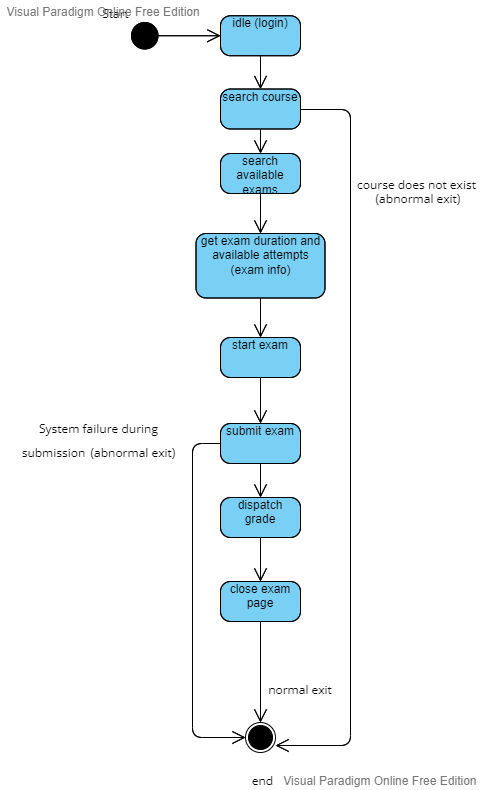 Visual Paradigm Online Free Edition
Start
idle (login)
search course
search
available
exams
course does not exist
(abnormal exit)
get exam duration and
available attempts
(exam info)
start exam
System failure during
submission (abnormal exit)
submit exam
dispatch
grade
close exam
page
normal exit
end
Visual Paradigm Online Free Edition